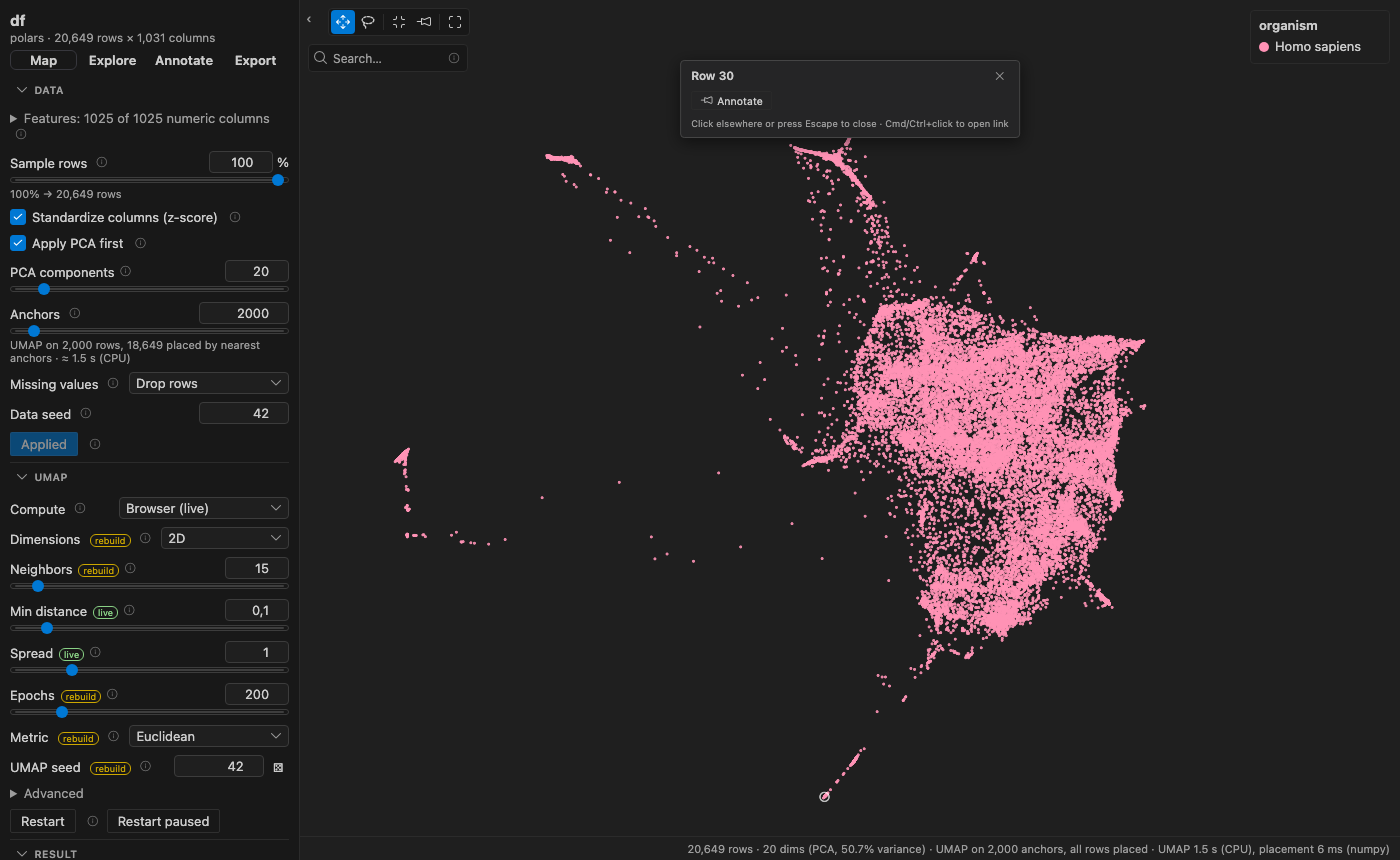 df
polars · 20,649 rows × 1,031 columns
Map Explore Annotate Export
DATA
Features: 1025 of 1025 numeric columns
Sample rows 100 %
100% → 20,649 rows
Standardize columns (z-score)
Apply PCA first
PCA components 20
Anchors 2000
UMAP on 2,000 rows, 18,649 placed by nearest
anchors · ≈ 1.5 s (CPU)
Missing values Drop rows
Data seed 42
Applied
UMAP
Compute Browser (live)
Dimensions rebuild 2D
Neighbors rebuild 15
Min distance live 0,1
Spread live 1
Epochs rebuild 200
Metric rebuild Euclidean
UMAP seed rebuild 42
Advanced
Restart Restart paused
RESULT
Search...
Row 30
Annotate
Click elsewhere or press Escape to close · Cmd/Ctrl+click to open link
organism
Homo sapiens
20,649 rows · 20 dims (PCA, 50.7% variance) · UMAP on 2,000 anchors, all rows placed · UMAP 1.5 s (CPU), placement 6 ms (numpy)